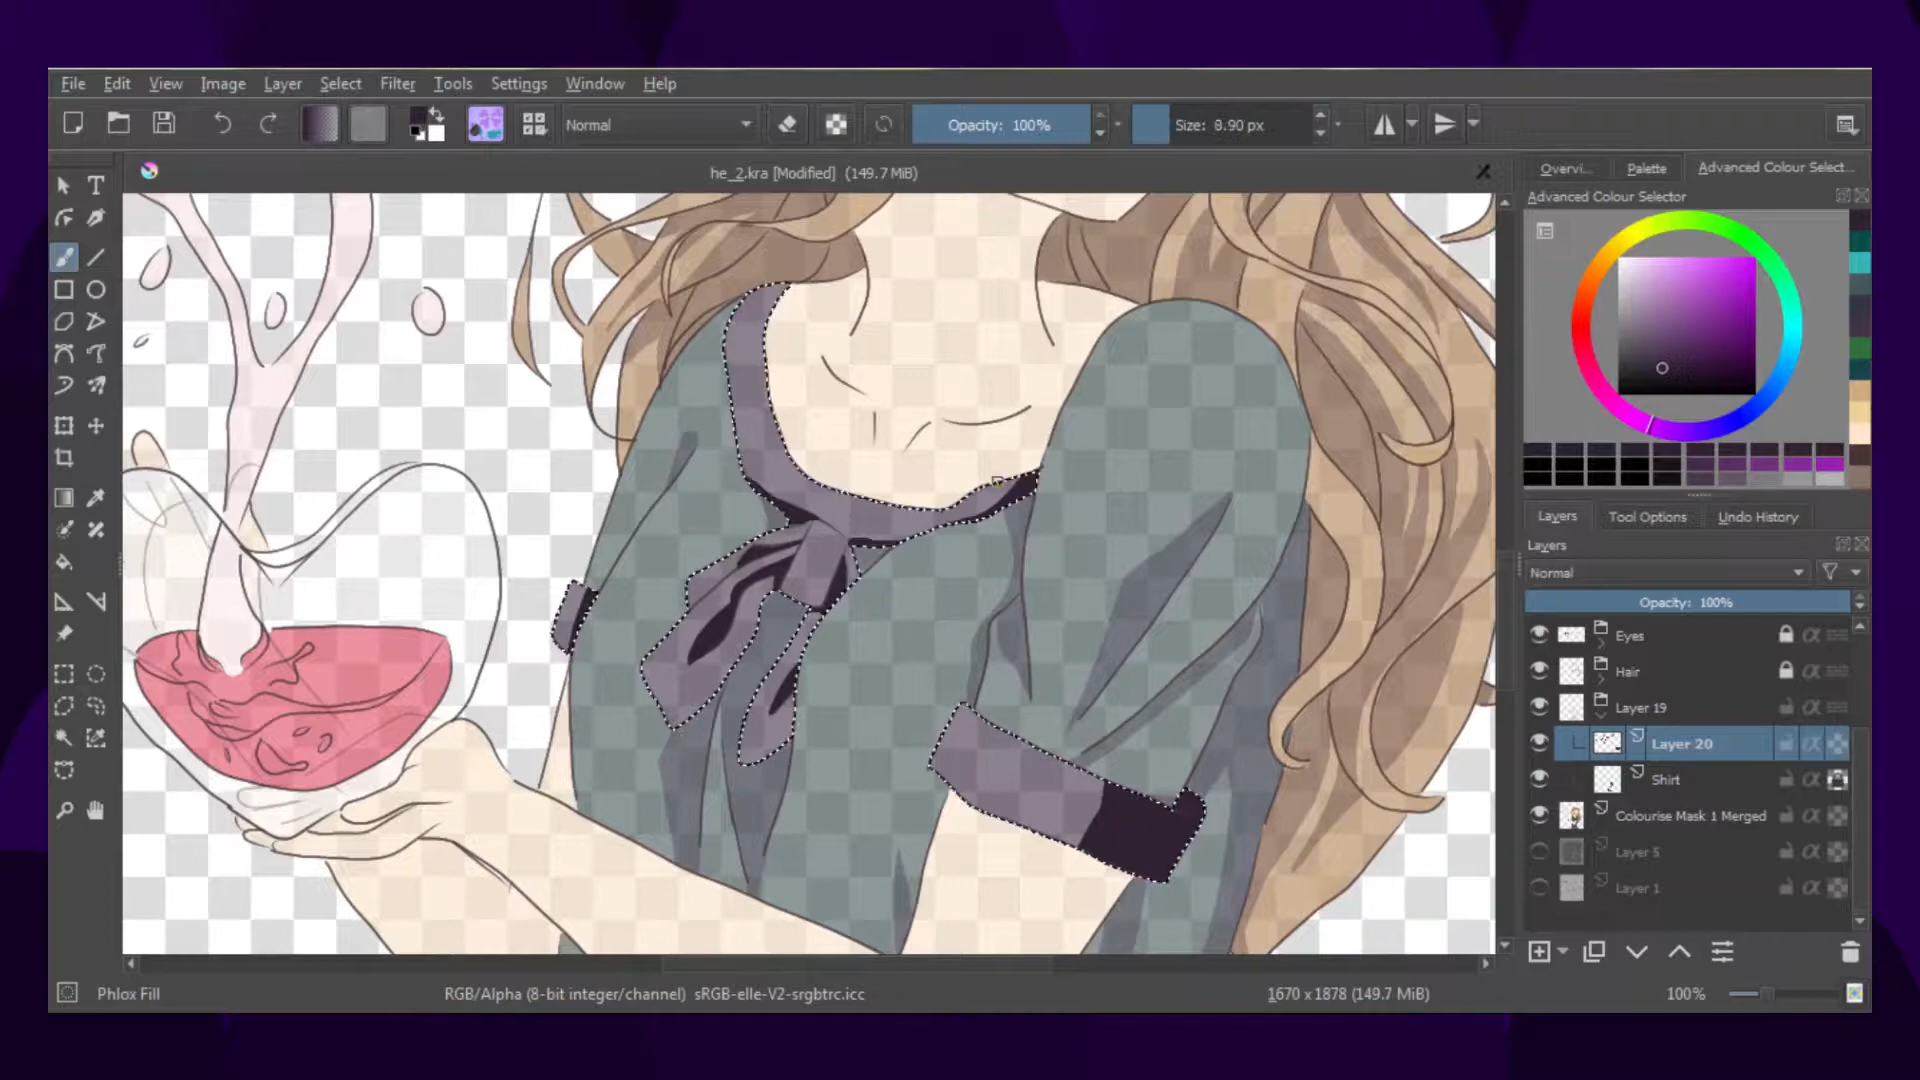 File Edit View Image Layer Select Filter Tools Settings Window Help
Normal Opacity: 100% Size: 8.90 px
he_2.kra [Modified] (149.7 MiB)
Overvi... Palette Advanced Colour Select...
Advanced Colour Selector
Layers Tool Options Undo History
Layers
Normal
Opacity: 100%
Eyes
Hair
Layer 19
Layer 20
Shirt
Colourise Mask 1 Merged
Layer 5
Layer 1
Phlox Fill RGB/Alpha (8-bit integer/channel) sRGB-elle-V2-srgbtrc.icc 1670 x 1878 (149.7 MiB) 100%